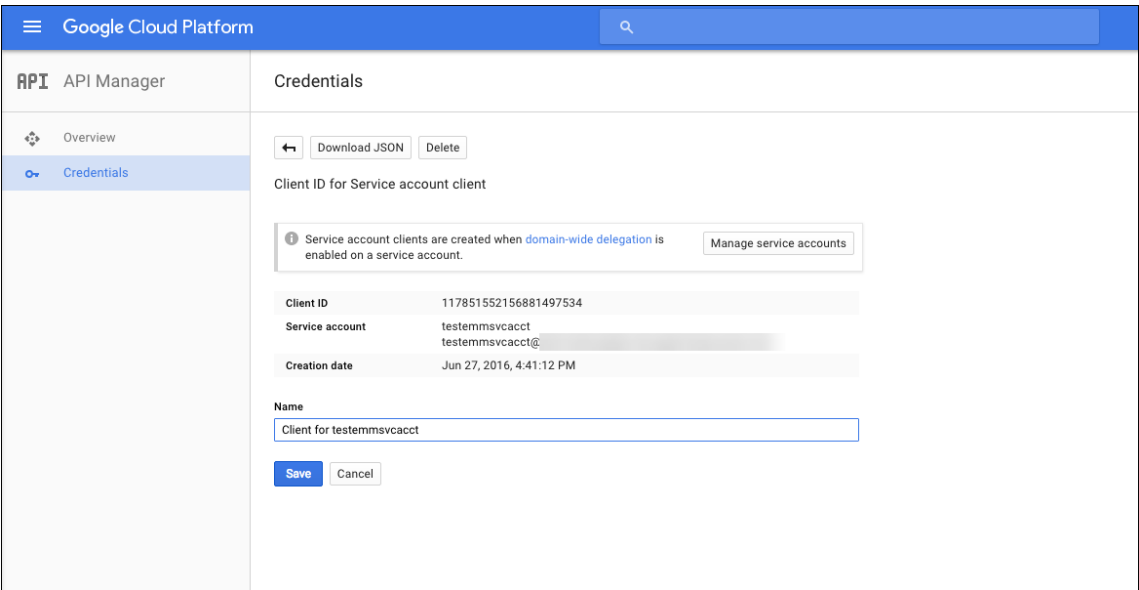 Google Cloud Platform
API API Manager
Credentials
Overview
Credentials
Download JSON
Delete
Client ID for Service account client
Service account clients are created when domain-wide delegation is
enabled on a service account.
Manage service accounts
Client ID 117851552156881497534
Service account testemmsvcacct
testemmsvcacct@
Creation date Jun 27, 2016, 4:41:12 PM
Name
Client for testemmsvcacct
Save
Cancel